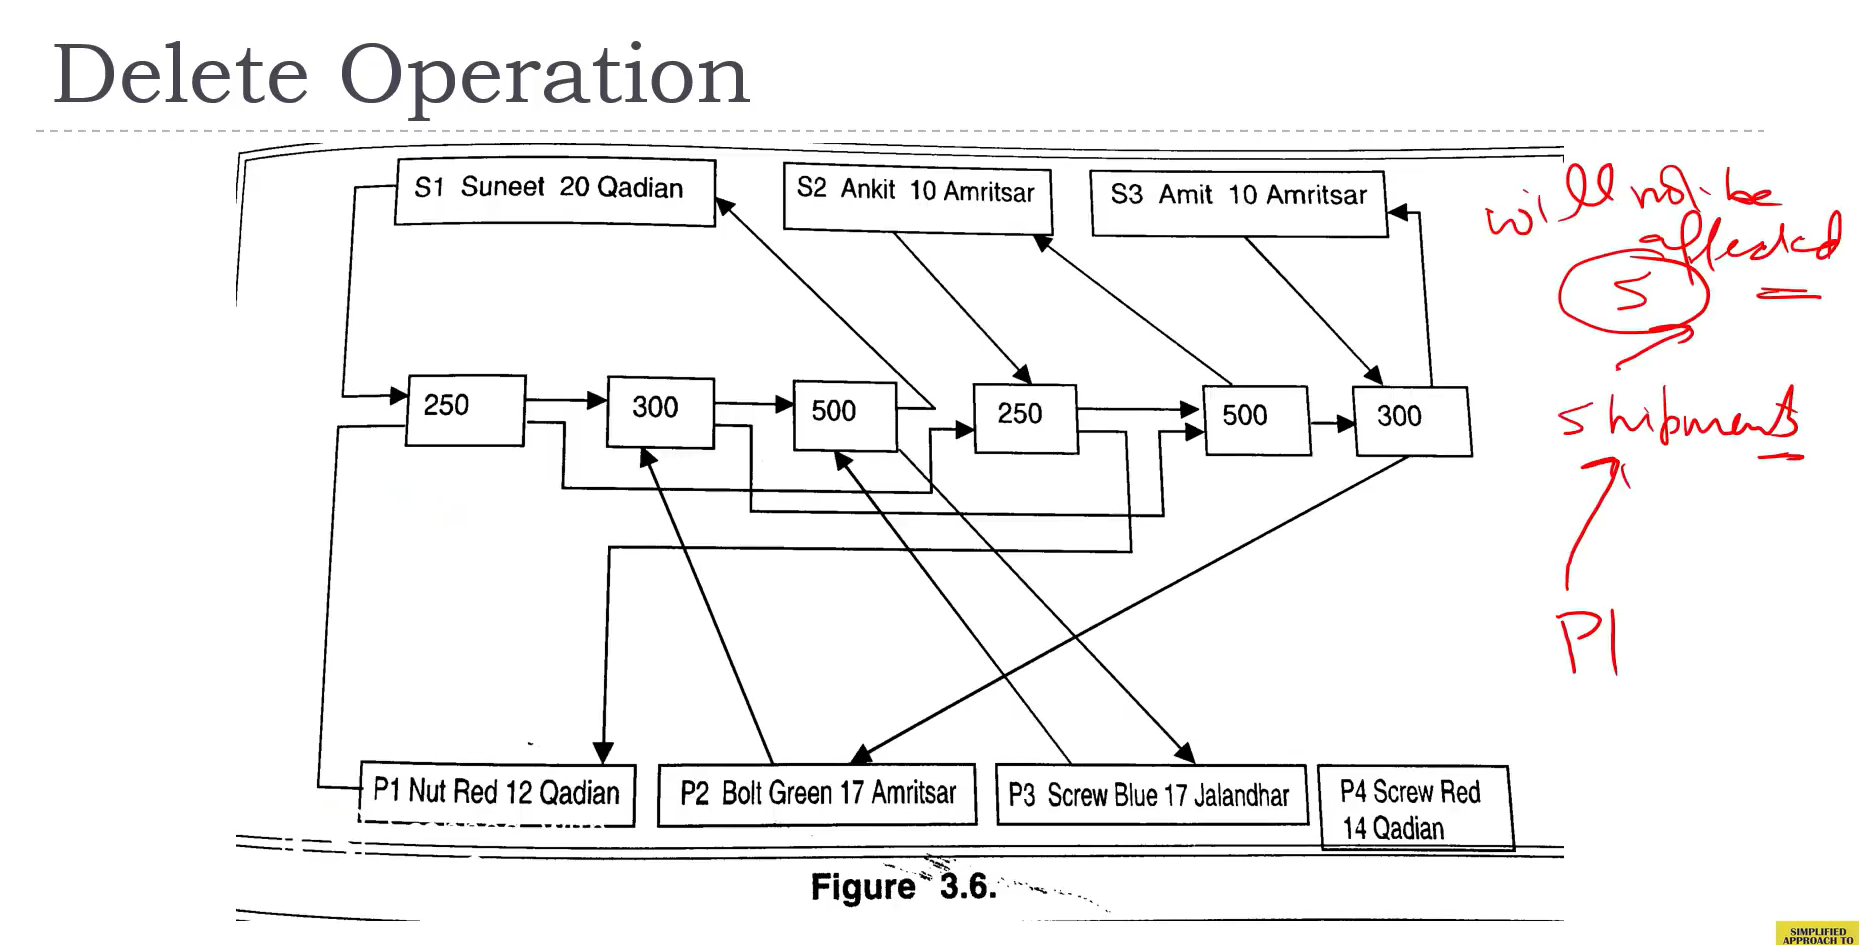 Delete Operation
S1 Suneet 20 Qadian
S2 Ankit 10 Amritsar
S3 Amit 10 Amritsar
will not be
affected
S
shipments
P1
250
300
500
250
500
300
P1 Nut Red 12 Qadian
P2 Bolt Green 17 Amritsar
P3 Screw Blue 17 Jalandhar
P4 Screw Red
14 Qadian
Figure 3.6.
SIMPLIFIED
APPROACH TO